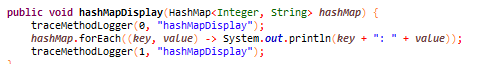 public void hashMapDisplay(HashMap<Integer, String> hashMap) {
traceMethodLogger(0, "hashMapDisplay");
hashMap.forEach((key, value) -> System.out.println(key + ": " + value));
traceMethodLogger(1, "hashMapDisplay");